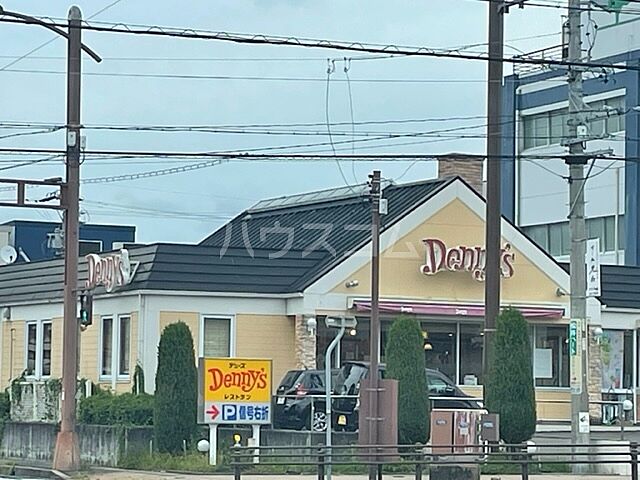 ハウスコム
Denny's
Denny's
デニーズ
Denny's
レストラン
→ P 信号右折